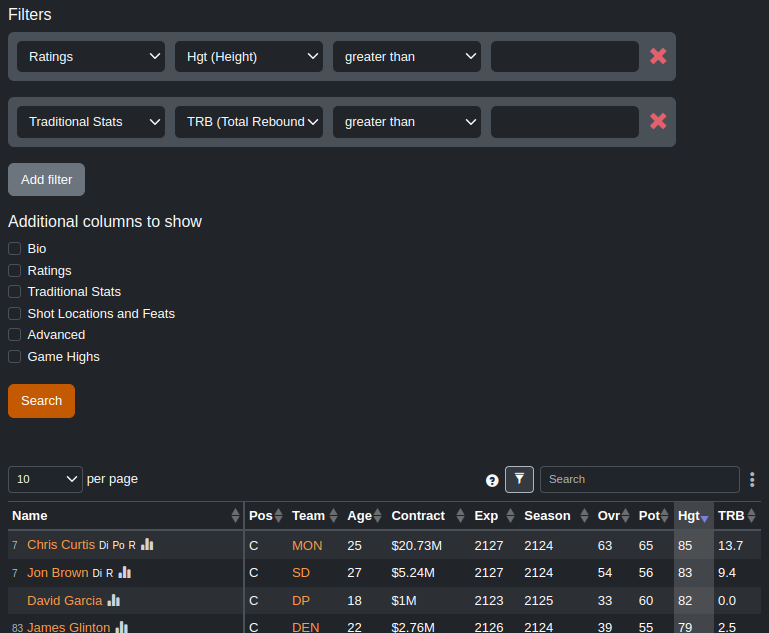 Filters
Ratings Hgt (Height) greater than
Traditional Stats TRB (Total Rebound greater than
Add filter
Additional columns to show
Bio
Ratings
Traditional Stats
Shot Locations and Feats
Advanced
Game Highs
Search
10 per page ? Search
Name Pos Team Age Contract Exp Season Ovr Pot Hgt TRB
7 Chris Curtis Di Po R C MON 25 $20.73M 2127 2124 63 65 85 13.7
7 Jon Brown Di R C SD 27 $5.24M 2127 2124 54 56 83 9.4
David Garcia C DP 18 $1M 2123 2125 33 60 82 0.0
83 James Glinton C DEN 22 $2.76M 2126 2124 39 55 79 2.5